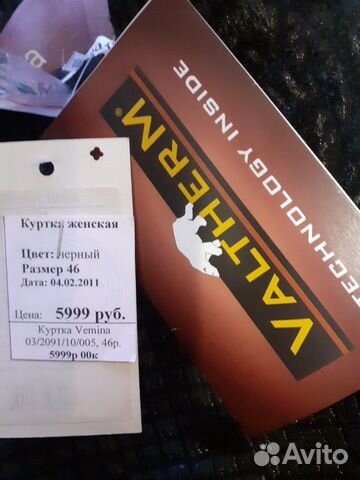 Куртка женская
Цвет: черный
Размер 46
Дата: 04.02.2011
Цена: 5999 руб.
Куртка Vemina
03/2091/10/005, 46р.
5999р 00к
VALTHERM®
TECHNOLOGY INSIDE
Avito